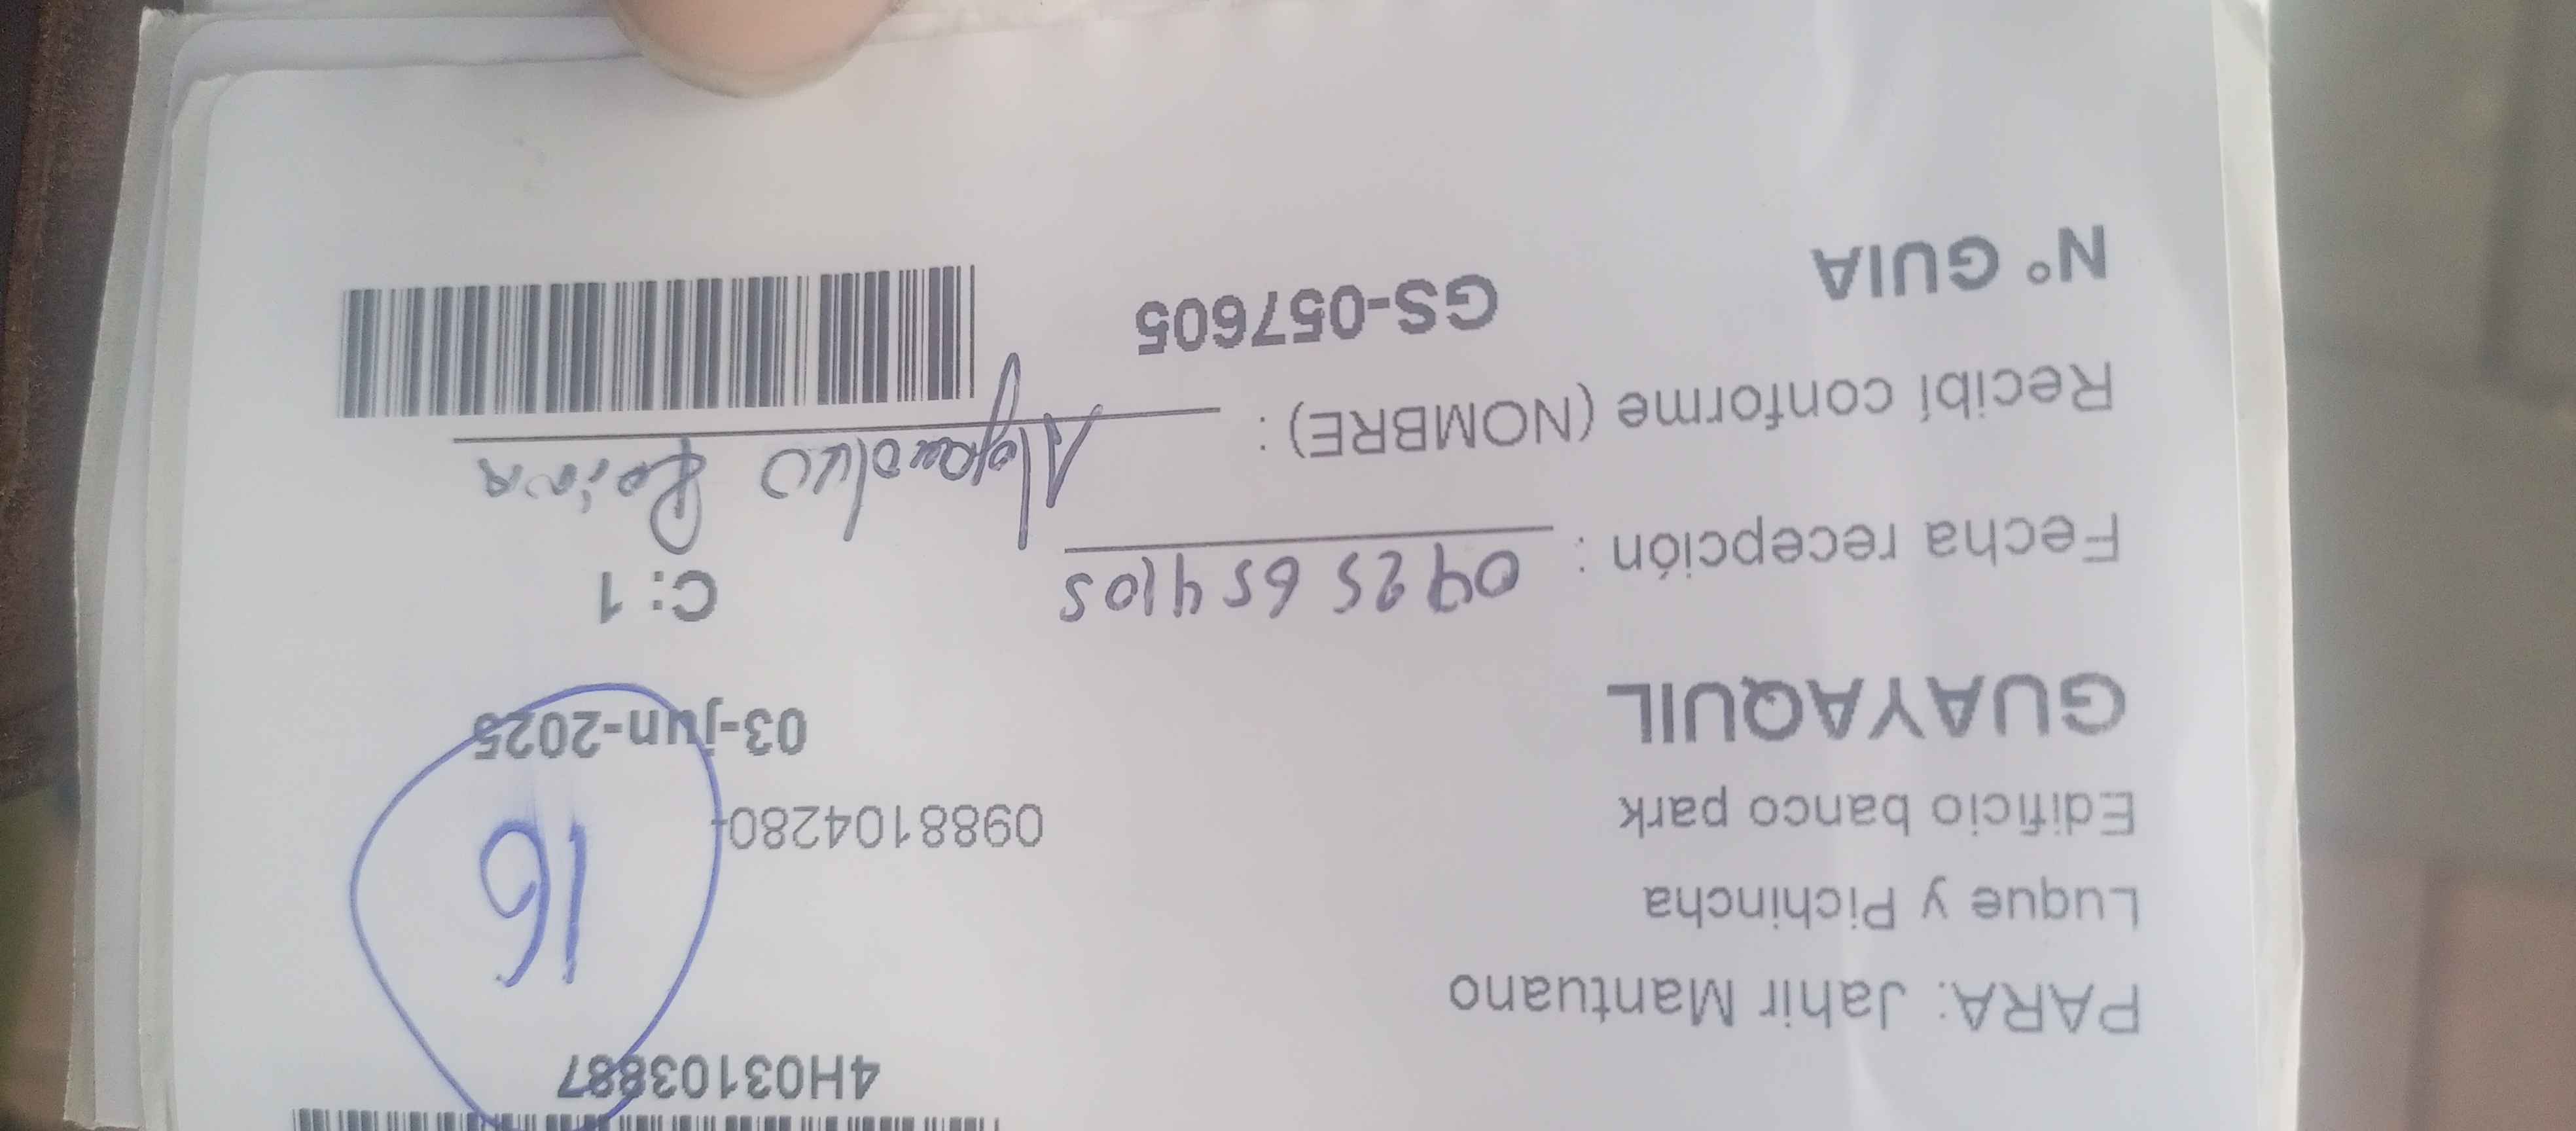 4H03103887
PARA: Jahir Mantuano
Luque y Pichincha
16
Edificio banco park
0988104280-
GUAYAQUIL
03-jun-2025
Fecha recepción :
0925654105
C: 1
Recibí conforme (NOMBRE) :
Alejandro
N° GUIA
GS-057605